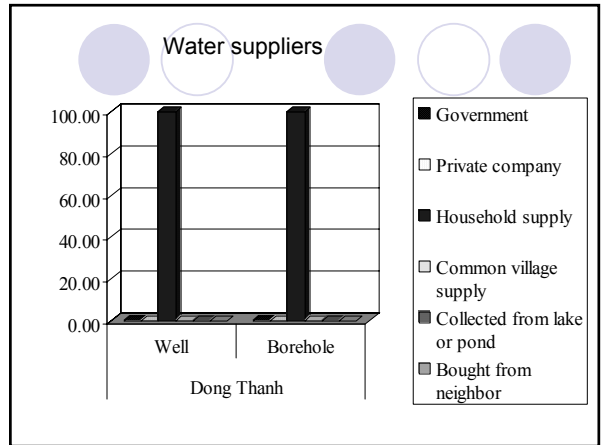 Water suppliers
100.00
80.00
60.00
40.00
20.00
0.00
Well
Borehole
Dong Thanh
Government
Private company
Household supply
Common village
supply
Collected from lake
or pond
Bought from
neighbor